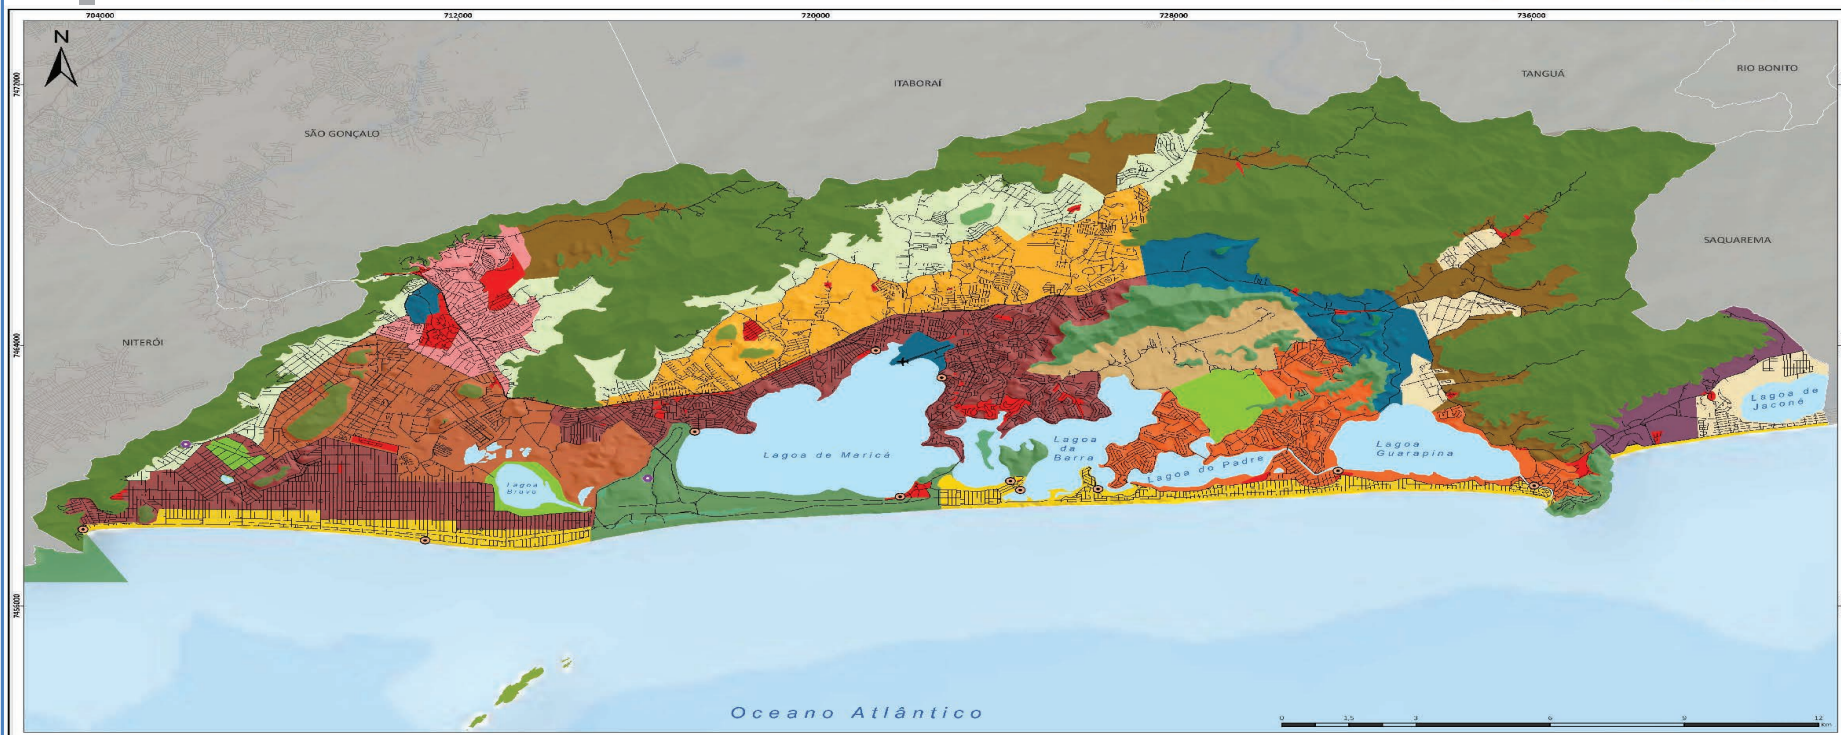 704000
712000
720000
728000
736000
N
7472000
ITABORAÍ
TANGUÁ
RIO BONITO
SÃO GONÇALO
SAQUAREMA
7464000
NITERÓI
Lagoa de
Jaconé
Lagoa
da
Barra
Lagoa
Guarapina
Lagoa de Maricá
Lagoa do Padre
Lagoa
Brava
7456000
Oceano Atlântico
0 1,5 3 6 9 12
Km